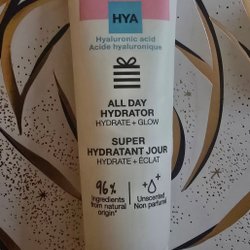 HYA
Hyaluronic acid
Acide hyaluronique
ALL DAY
HYDRATOR
HYDRATE + GLOW
SUPER
HYDRATANT JOUR
HYDRATE + ÉCLAT
96%
Ingredients
from natural
origin*
Unscented
Non parfumé